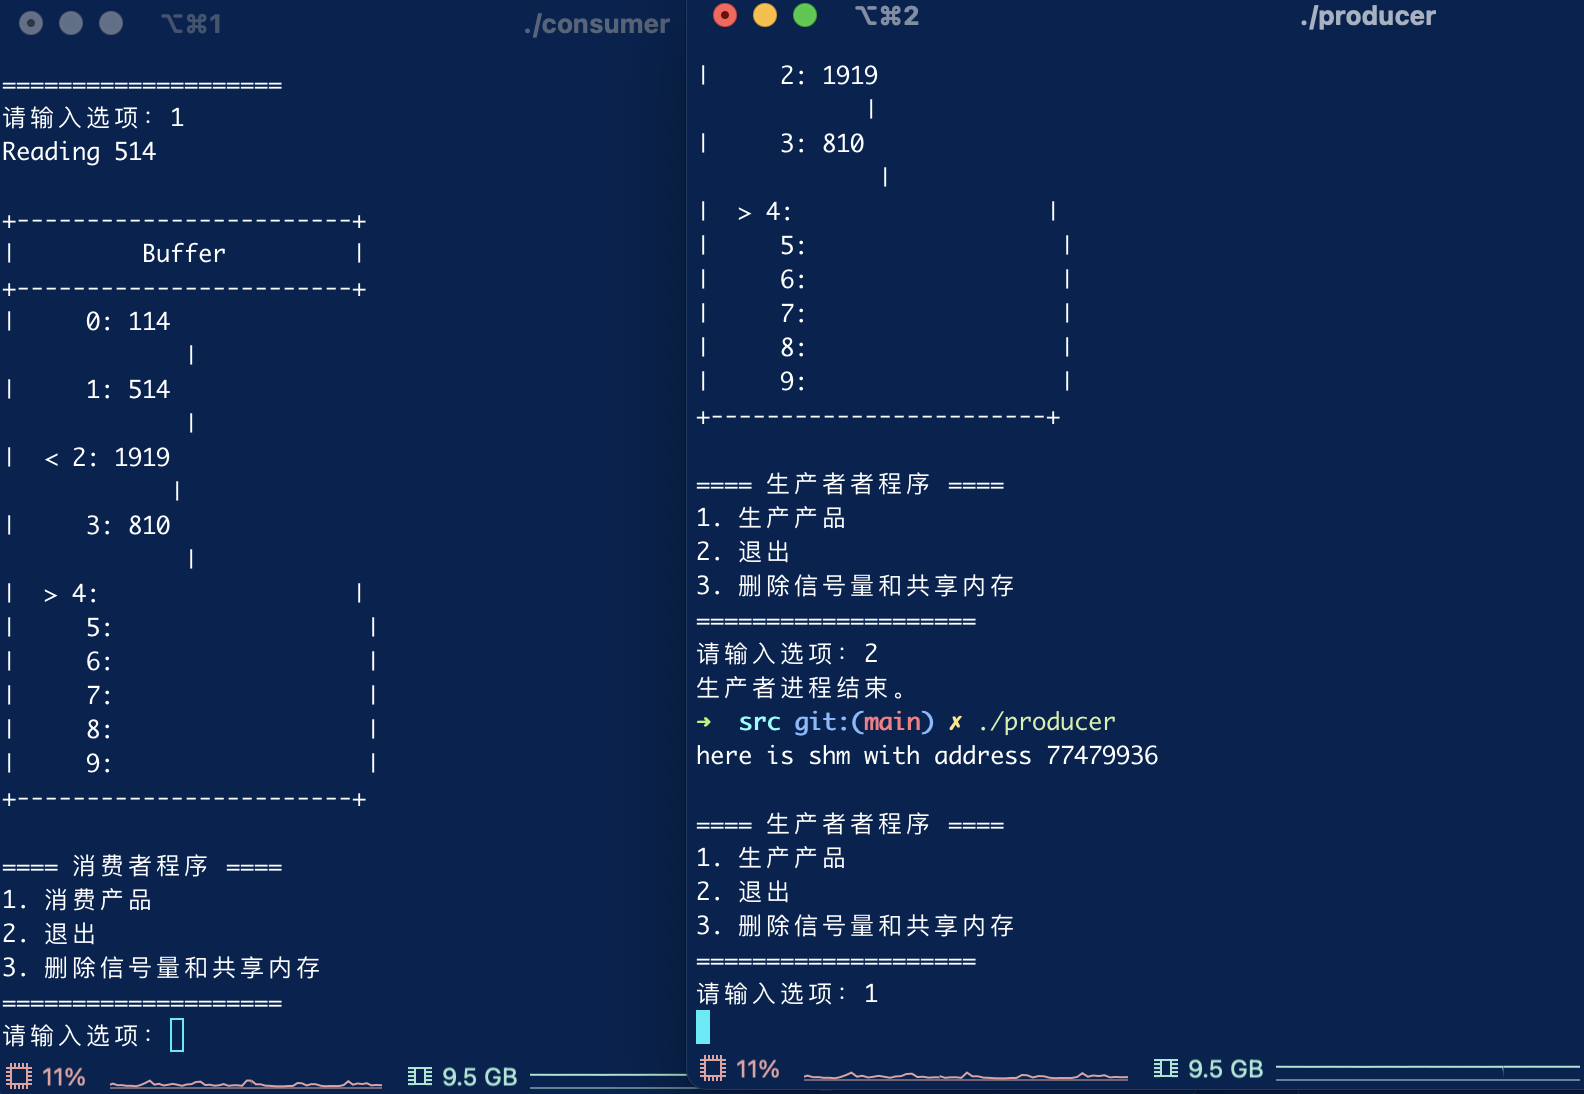 ⌥⌘1 ./consumer
====================
请输入选项: 1
Reading 514
+------------------------+
|         Buffer         |
+------------------------+
|     0: 114
             |
|     1: 514
             |
|  < 2: 1919
            |
|     3: 810
             |
|  > 4:                  |
|     5:                  |
|     6:                  |
|     7:                  |
|     8:                  |
|     9:                  |
+------------------------+
==== 消费者程序 ====
1. 消费产品
2. 退出
3. 删除信号量和共享内存
====================
请输入选项:
11% 9.5 GB
⌥⌘2 ./producer
|     2: 1919
            |
|     3: 810
             |
|  > 4:                  |
|     5:                  |
|     6:                  |
|     7:                  |
|     8:                  |
|     9:                  |
+------------------------+
==== 生产者者程序 ====
1. 生产产品
2. 退出
3. 删除信号量和共享内存
====================
请输入选项: 2
生产者进程结束。
➜  src git:(main) ✗ ./producer
here is shm with address 77479936
==== 生产者者程序 ====
1. 生产产品
2. 退出
3. 删除信号量和共享内存
====================
请输入选项: 1
11% 9.5 GB